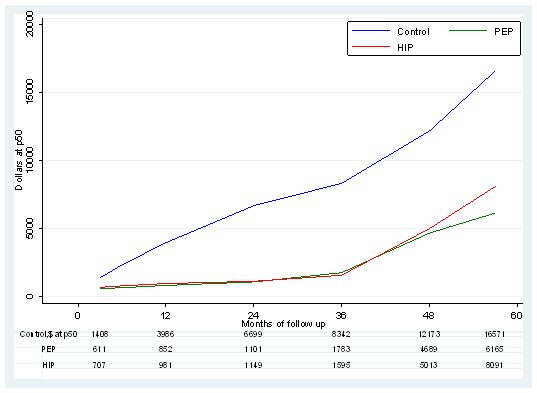 Control PEP
HIP
20000
15000
10000
5000
0
Dollars at p50
0 12 24 36 48 60
Months of follow up
Control,$ at p50 1408 3986 6699 8342 12173 16571
PEP 611 852 1101 1783 4689 6165
HIP 707 981 1149 1595 5013 8091